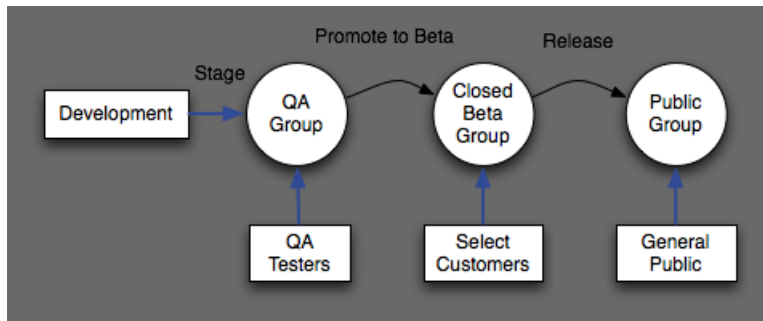 Promote to Beta
Release
Stage
Development
QA
Group
Closed
Beta
Group
Public
Group
QA
Testers
Select
Customers
General
Public